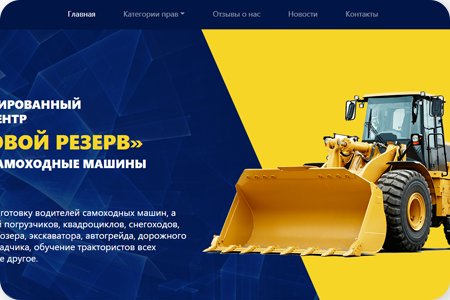 Главная Категории прав Отзывы о нас Новости Контакты
ИРОВАННЫЙ
ЕНТР
ОВОЙ РЕЗЕРВ»
АМОХОДНЫЕ МАШИНЫ
готовку водителей самоходных машин, а
й погрузчиков, квадроциклов, снегоходов,
озера, экскаватора, автогрейда, дорожного
адчика, обучение трактористов всех
е другое.